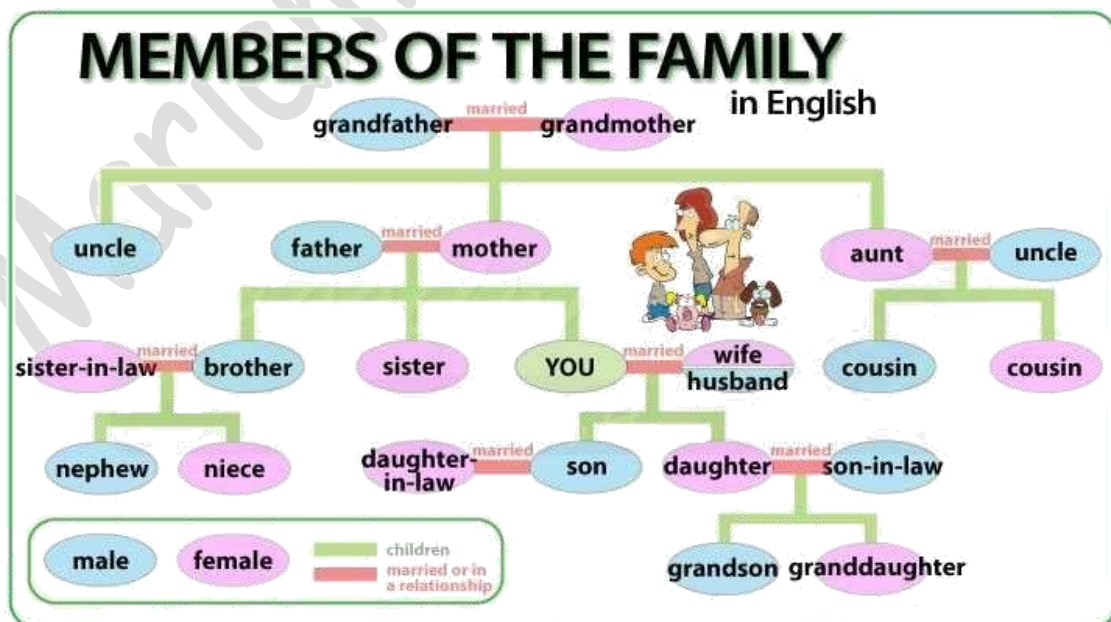 MEMBERS OF THE FAMILY
in English
married
grandfather
grandmother
uncle
married
father
mother
married
aunt
uncle
married
sister-in-law
brother
sister
YOU
married
wife
husband
cousin
cousin
nephew
niece
married
daughter-
in-law
son
married
daughter
son-in-law
male
female
children
married or in
a relationship
grandson
granddaughter